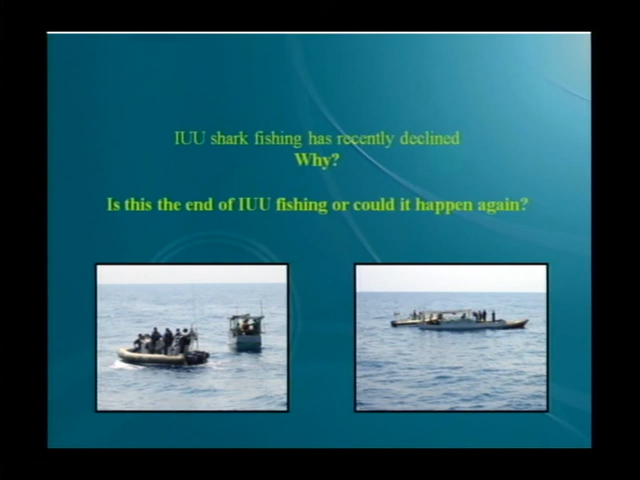 IUU shark fishing has recently declined
Why?
Is this the end of IUU fishing or could it happen again?